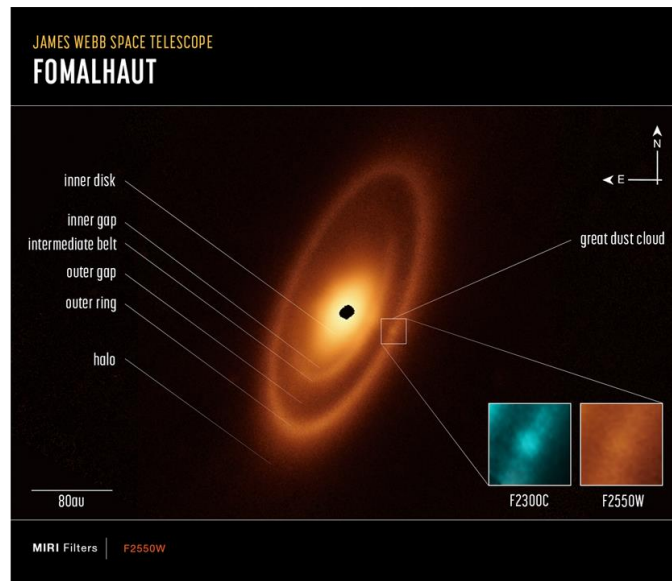 JAMES WEBB SPACE TELESCOPE
FOMALHAUT
N
E
inner disk
inner gap
intermediate belt
outer gap
outer ring
halo
great dust cloud
F2300C
F2550W
80au
MIRI Filters
F2550W